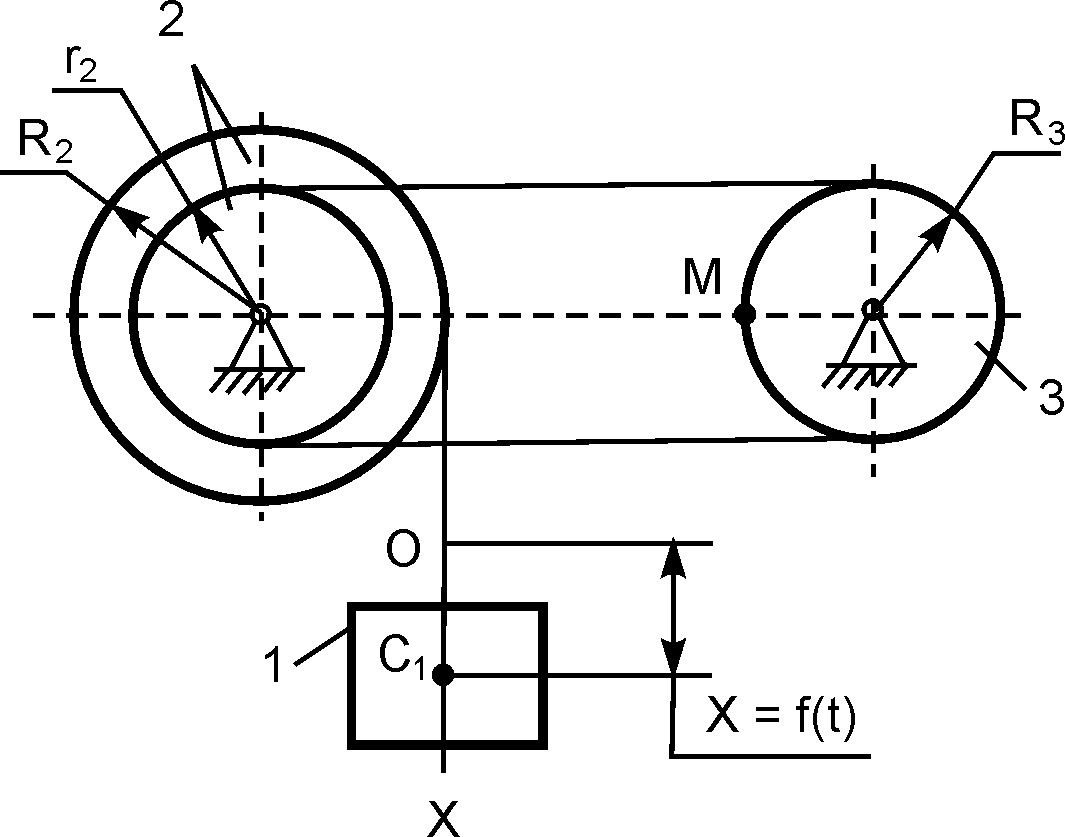 2
r₂
R₂
R₃
M
3
O
1
C₁
X = f(t)
X